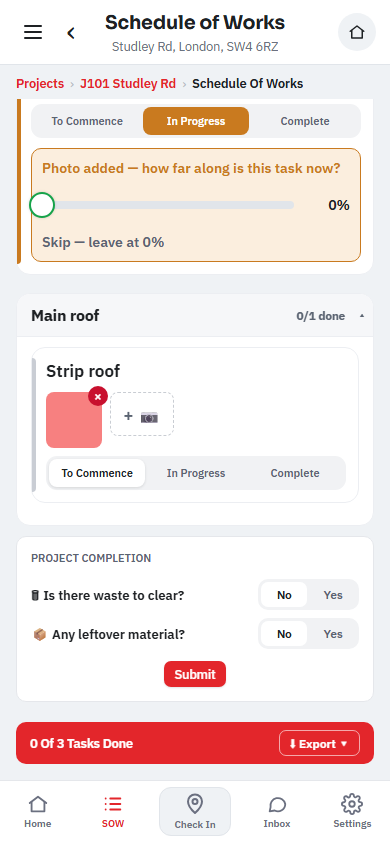 Schedule of Works
Studley Rd, London, SW4 6RZ
Projects › J101 Studley Rd › Schedule Of Works
To Commence In Progress Complete
Photo added — how far along is this task now?
0%
Skip — leave at 0%
Main roof 0/1 done
Strip roof
+
To Commence In Progress Complete
PROJECT COMPLETION
Is there waste to clear? No Yes
Any leftover material? No Yes
Submit
0 Of 3 Tasks Done Export
Home SOW Check In Inbox Settings